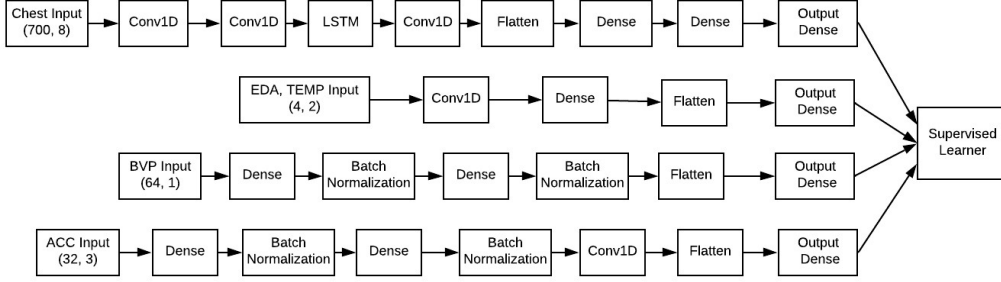 Chest Input
(700, 8)
Conv1D
Conv1D
LSTM
Conv1D
Flatten
Dense
Dense
Output
Dense
EDA, TEMP Input
(4, 2)
Conv1D
Dense
Flatten
Output
Dense
Supervised
Learner
BVP Input
(64, 1)
Dense
Batch
Normalization
Dense
Batch
Normalization
Flatten
Output
Dense
ACC Input
(32, 3)
Dense
Batch
Normalization
Dense
Batch
Normalization
Conv1D
Flatten
Output
Dense